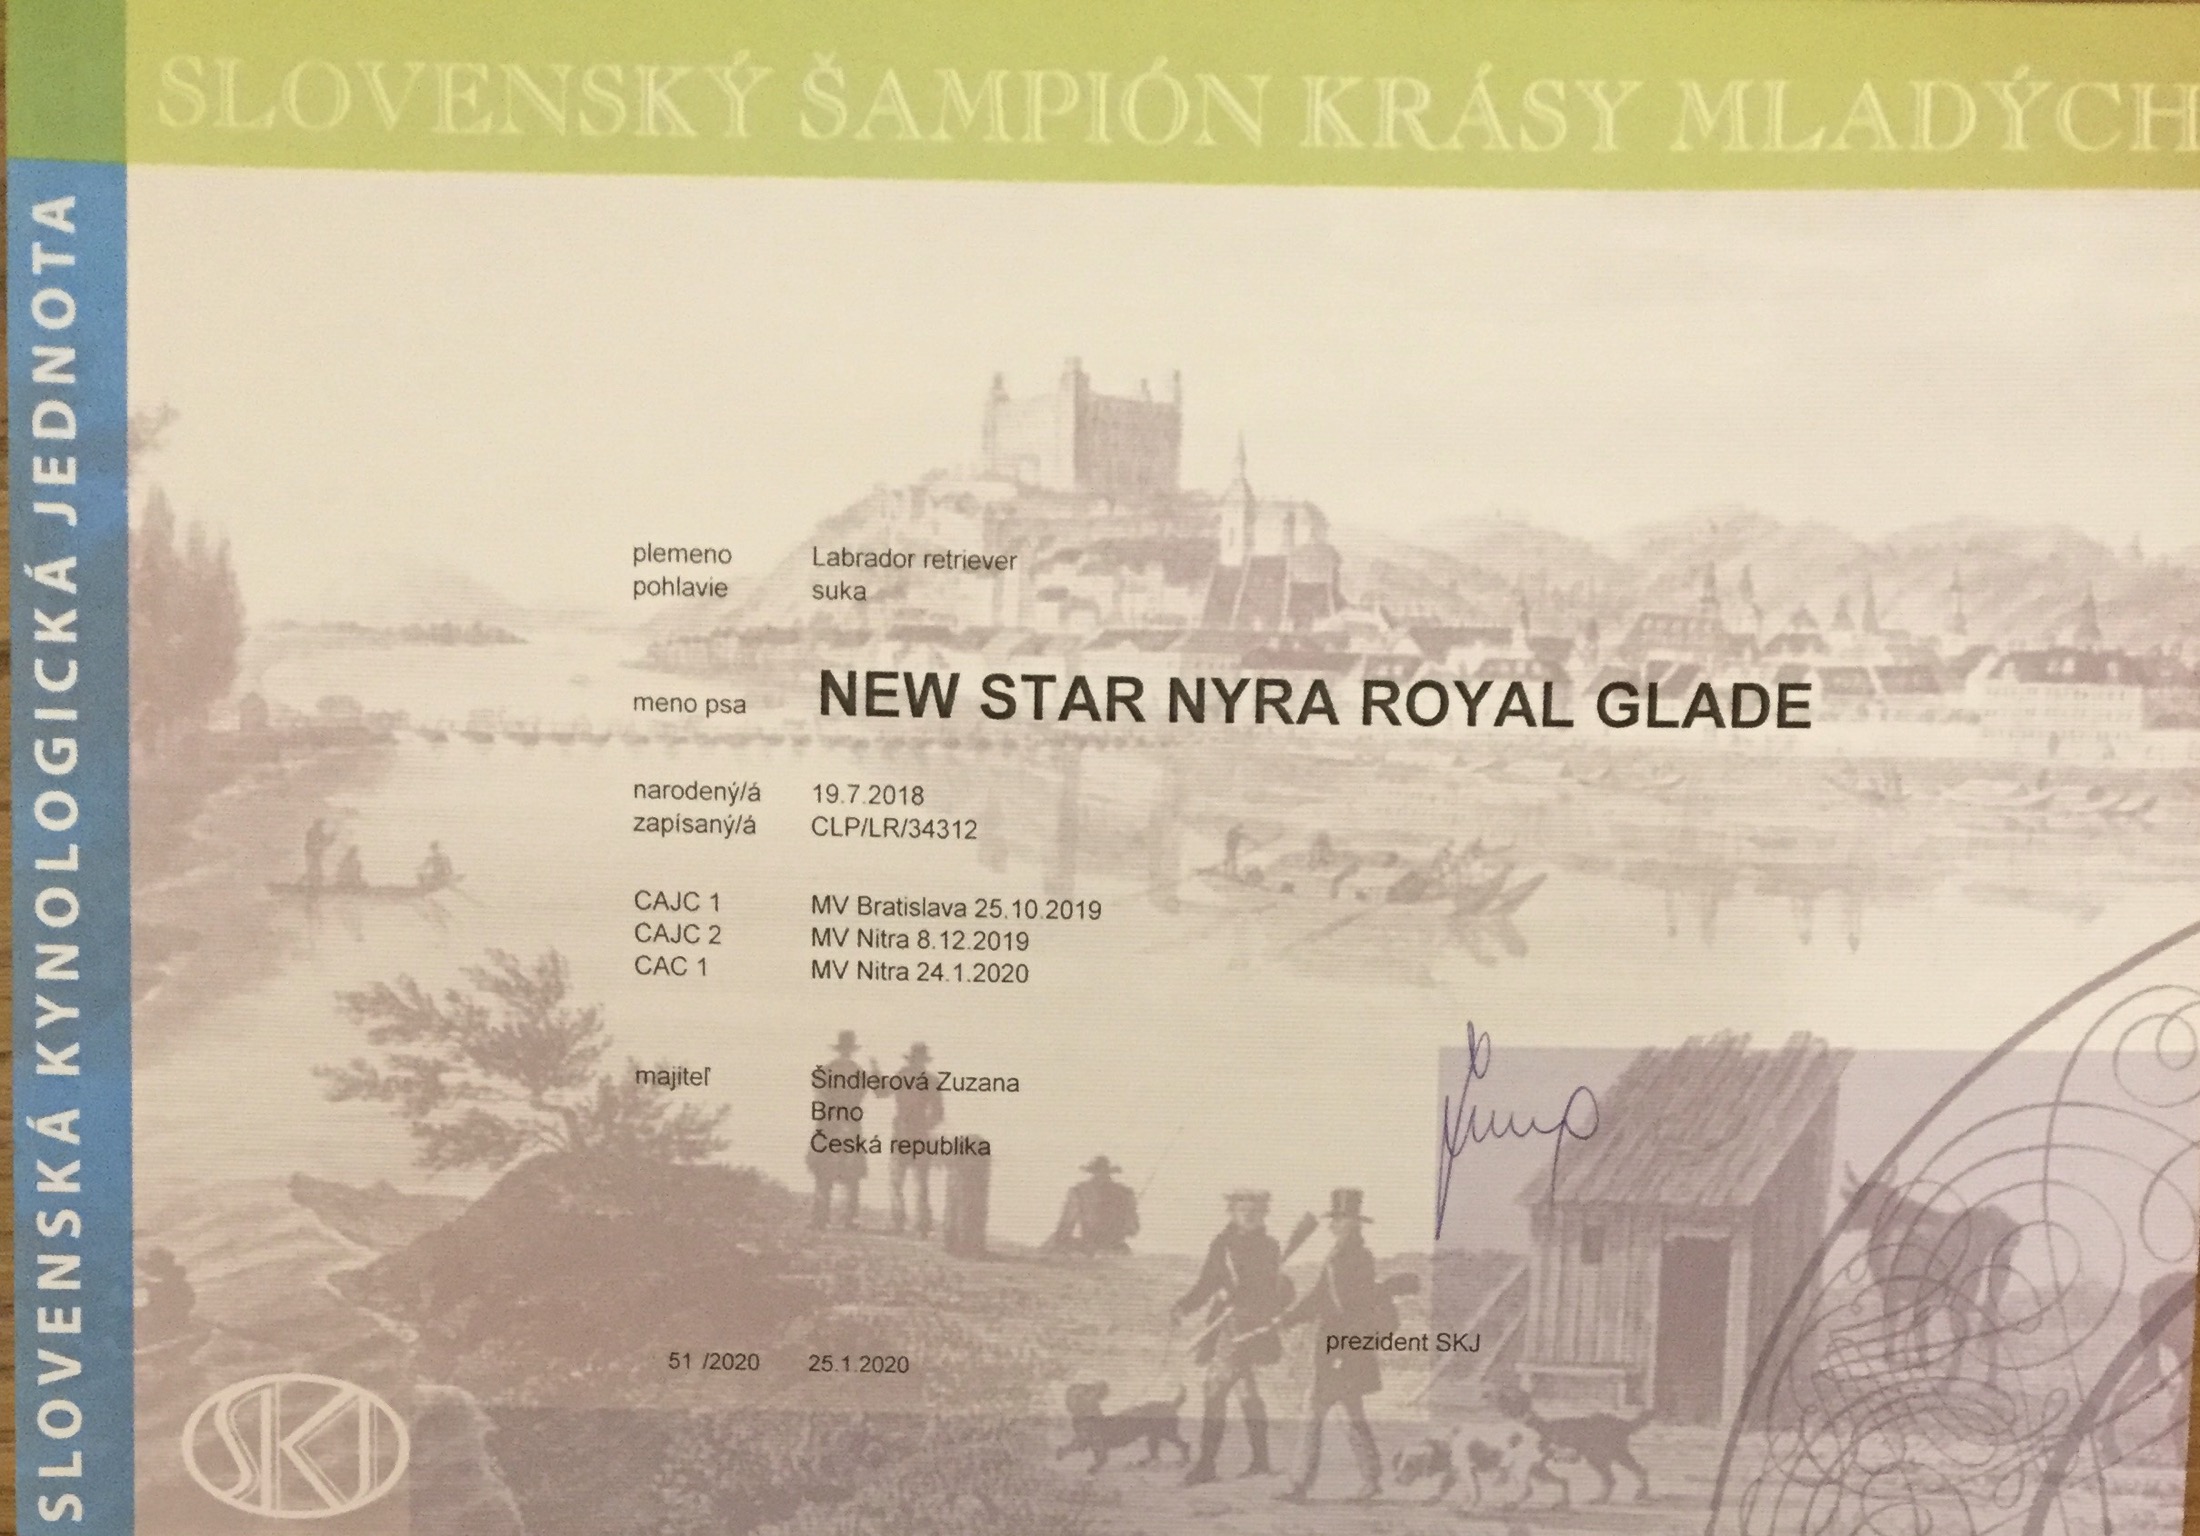 SLOVENSKÝ ŠAMPIÓN KRÁSY MLADÝCH
SLOVENSKÁ KYNOLOGICKÁ JEDNOTA
plemeno Labrador retriever
pohlavie suka
meno psa NEW STAR NYRA ROYAL GLADE
narodený/á 19.7.2018
zapísaný/á CLP/LR/34312
CAJC 1 MV Bratislava 25.10.2019
CAJC 2 MV Nitra 8.12.2019
CAC 1 MV Nitra 24.1.2020
majiteľ Šindlerová Zuzana
Brno
Česká republika
prezident SKJ
51 /2020 25.1.2020
SKJ